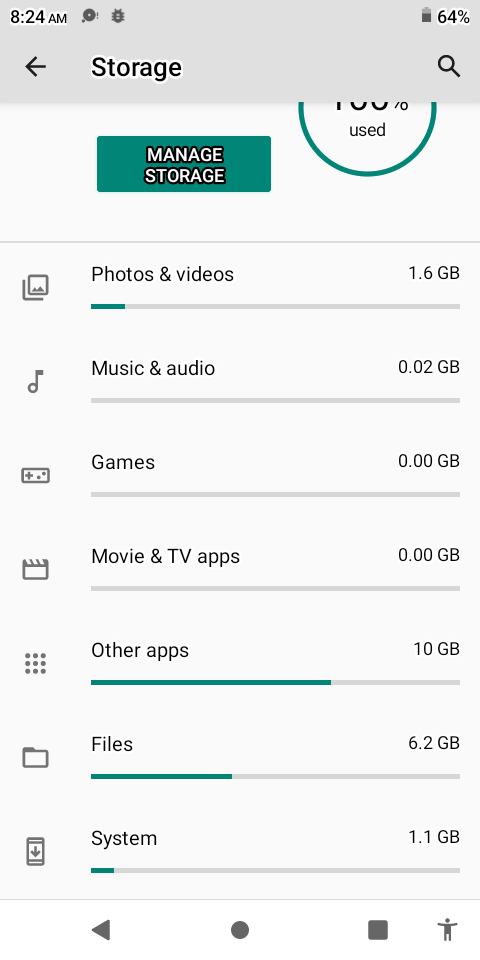 8:24 AM
64%
Storage
100%
used
MANAGE
STORAGE
Photos & videos
1.6 GB
Music & audio
0.02 GB
Games
0.00 GB
Movie & TV apps
0.00 GB
Other apps
10 GB
Files
6.2 GB
System
1.1 GB